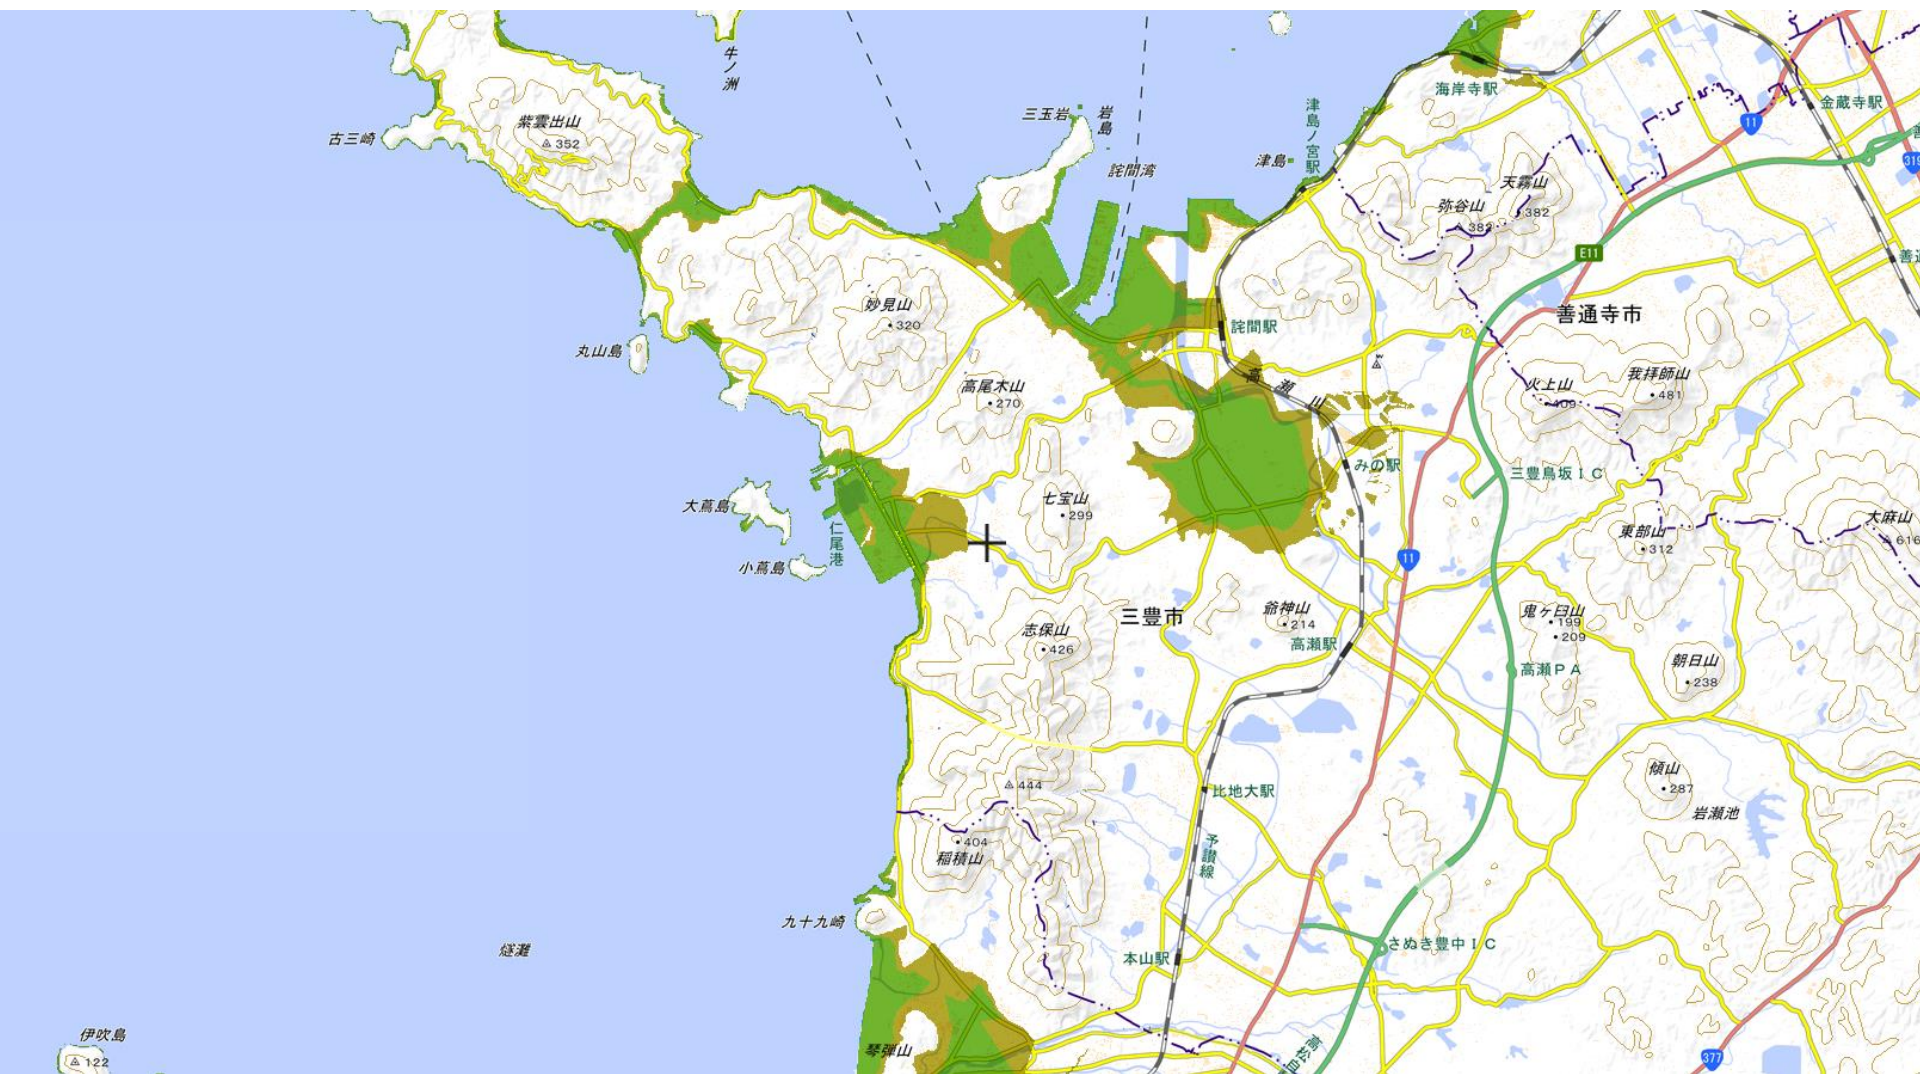 牛ノ洲
海岸寺駅
金蔵寺駅
11
三玉岩
岩島
津島ノ宮駅
紫雲出山
352
古三崎
詫間湾
津島
319
天霧山
382
弥谷山
382
E11
善通寺市
妙見山
320
詫間駅
丸山島
高尾木山
270
高瀬川
火上山
409
我拝師山
481
みの駅
三豊鳥坂IC
七宝山
299
大蔦島
仁尾港
大麻山
616
東部山
312
11
小蔦島
三豊市
爺神山
214
高瀬駅
鬼ヶ臼山
199
209
志保山
426
高瀬PA
朝日山
238
444
比地大駅
傾山
287
岩瀬池
404
稲積山
予讃線
九十九崎
燧灘
本山駅
さぬき豊中IC
伊吹島
122
琴弾山
377